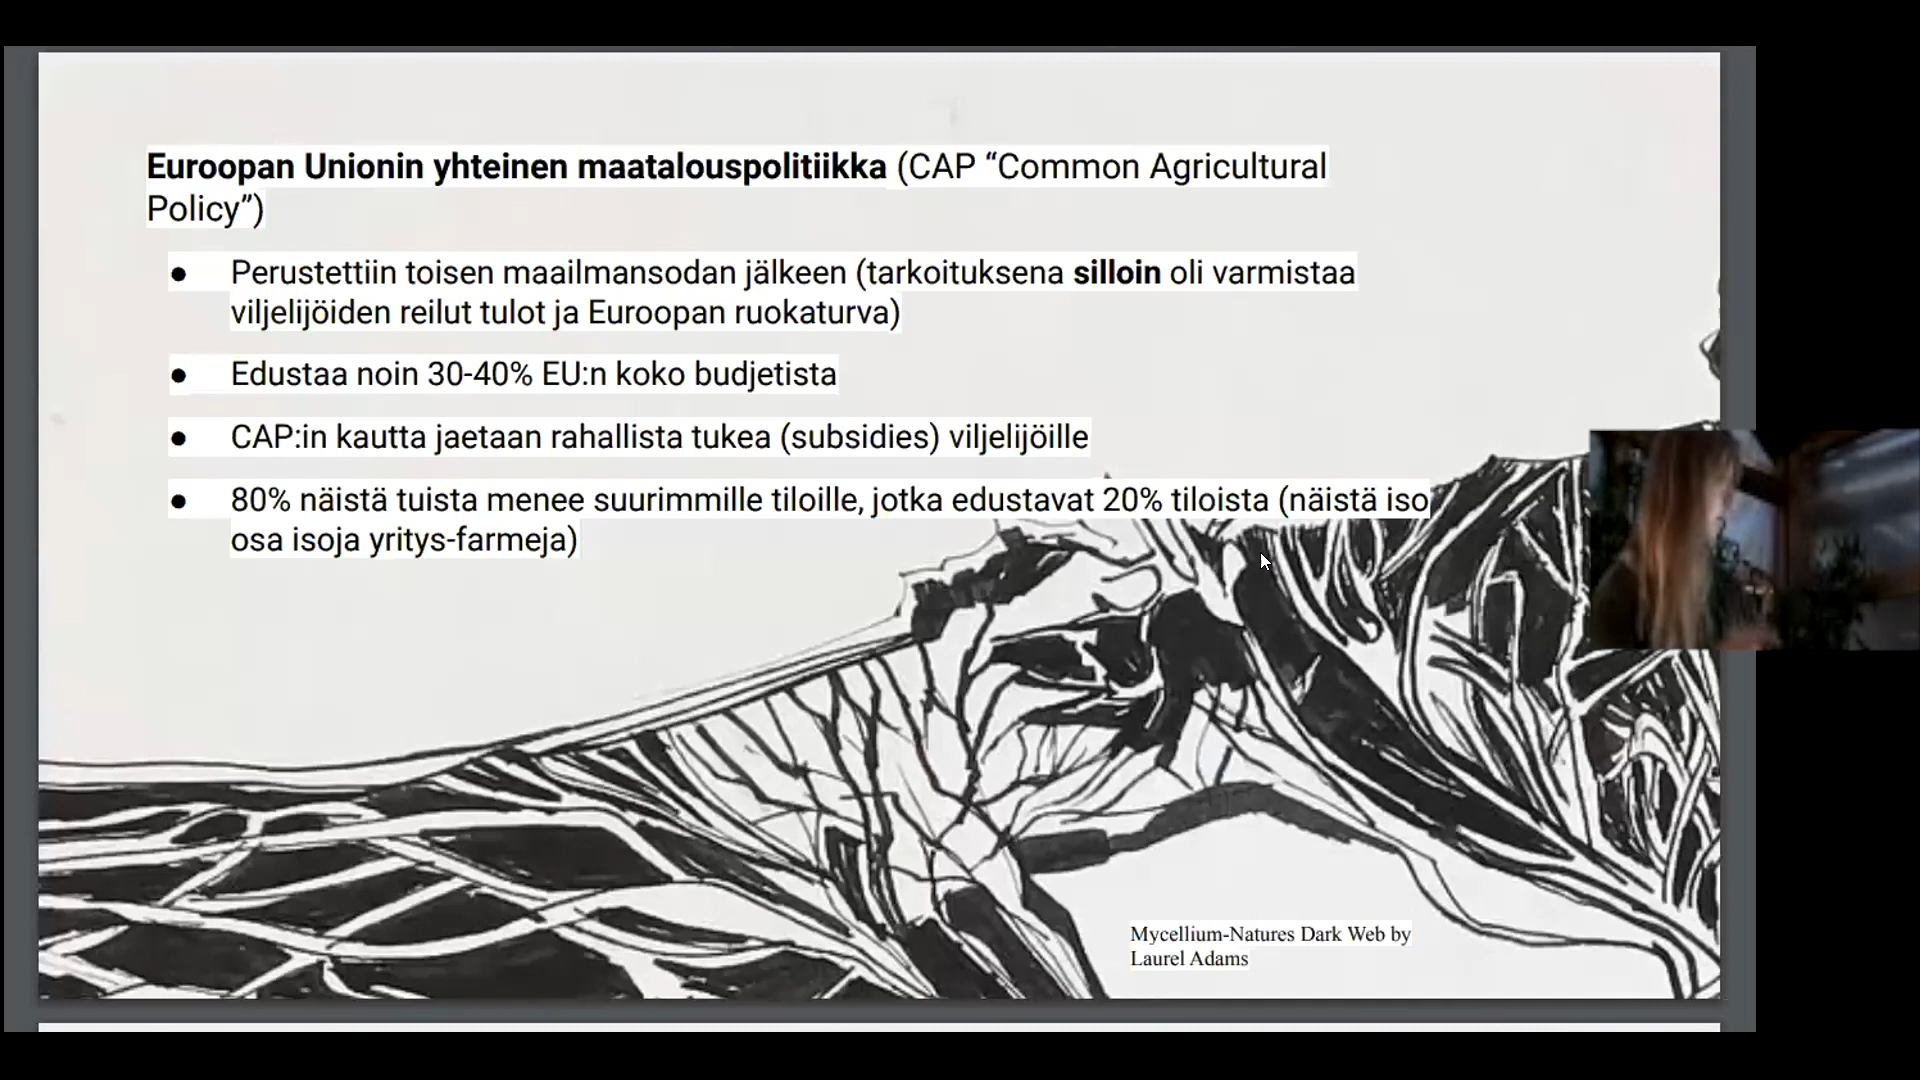 Euroopan Unionin yhteinen maatalouspolitiikka (CAP “Common Agricultural
Policy”)
● Perustettiin toisen maailmansodan jälkeen (tarkoituksena silloin oli varmistaa
viljelijöiden reilut tulot ja Euroopan ruokaturva)
● Edustaa noin 30-40% EU:n koko budjetista
● CAP:in kautta jaetaan rahallista tukea (subsidies) viljelijöille
● 80% näistä tuista menee suurimmille tiloille, jotka edustavat 20% tiloista (näistä iso
osa isoja yritys-farmeja)
Mycellium-Natures Dark Web by
Laurel Adams